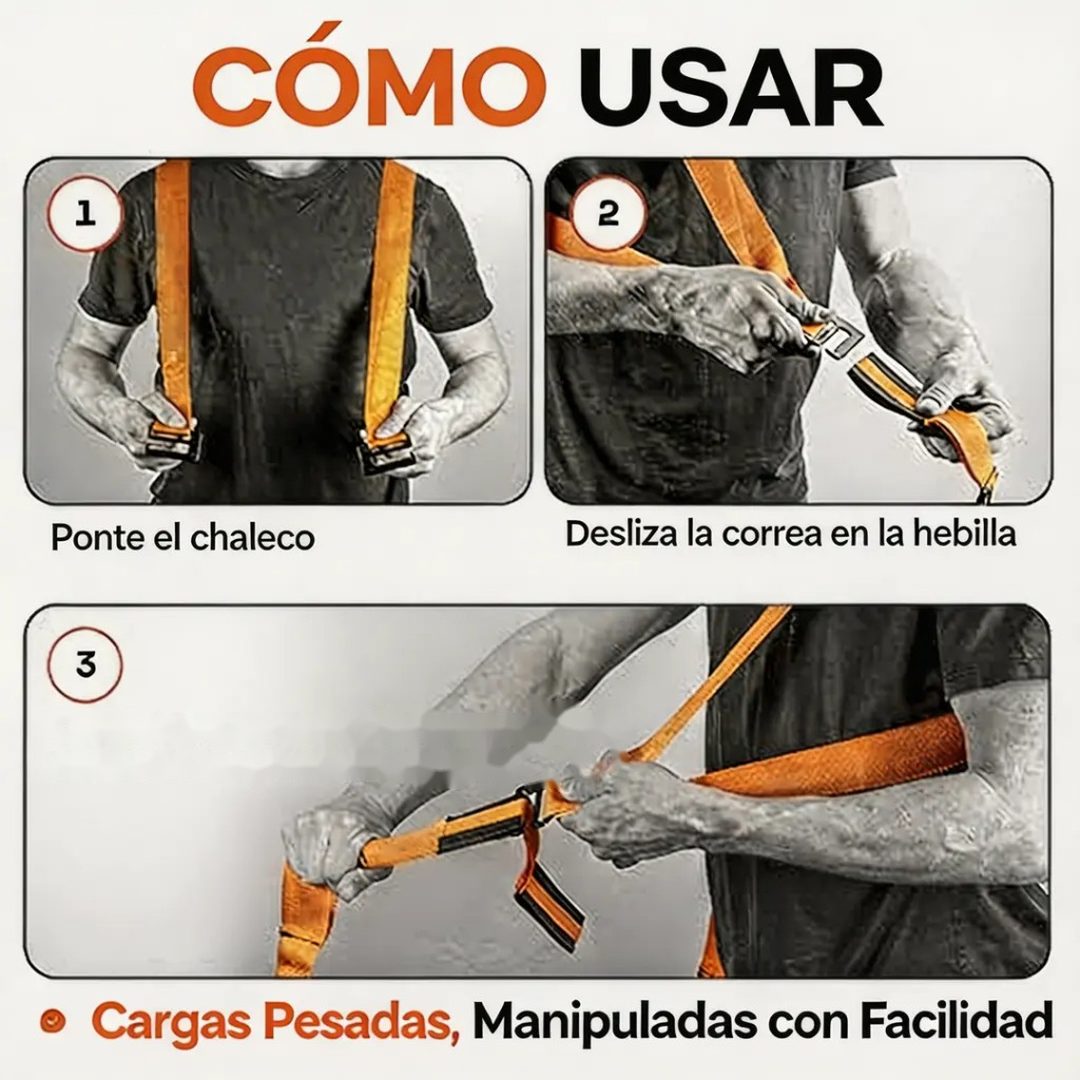 CÓMO USAR
1
2
Ponte el chaleco
Desliza la correa en la hebilla
3
Cargas Pesadas, Manipuladas con Facilidad